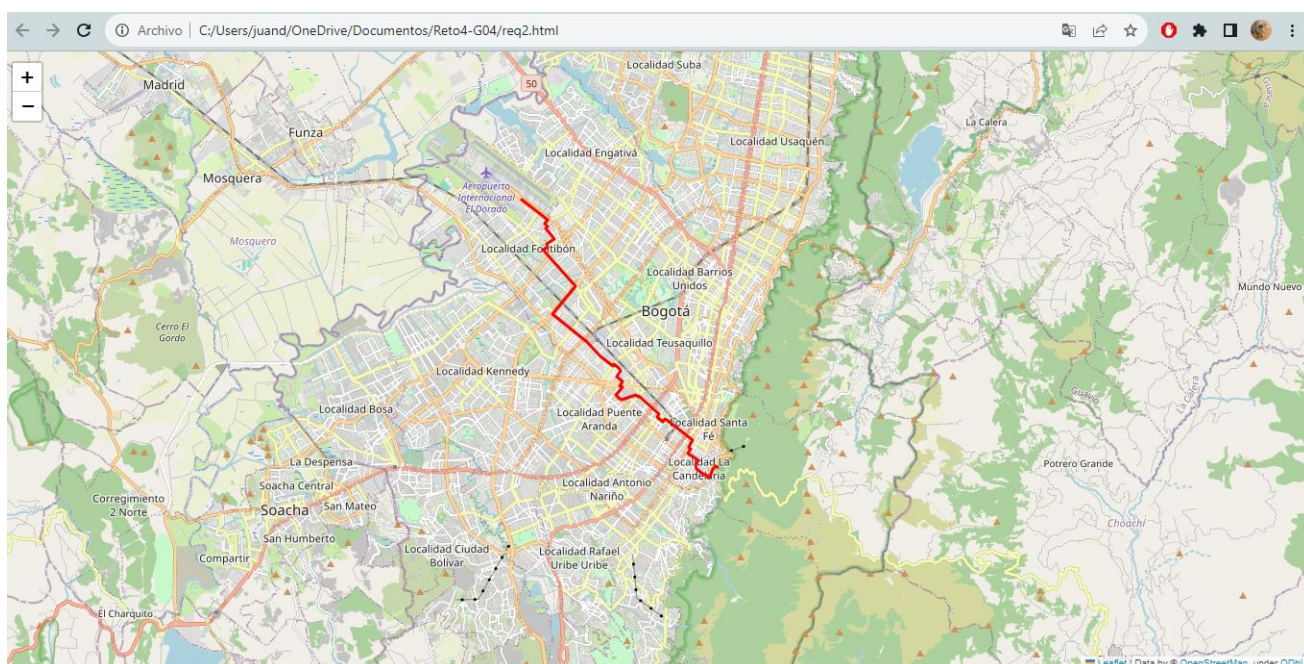 Archivo
C:/Users/juand/OneDrive/Documentos/Reto4-G04/req2.html
+
−
Localidad Suba
50
Madrid
Funza
La Calera
Localidad Usaquén
Localidad Engativá
Mosquera
Aeropuerto
Internacional
El Dorado
Mosquera
Localidad Fontibón
Localidad Barrios
Unidos
Mundo Nuevo
Bogotá
Cerro El
Gordo
Localidad Teusaquillo
Localidad Kennedy
Guayio
Calera
Localidad Bosa
Localidad Puente
Aranda
Localidad Santa
Fé
La Despensa
Localidad La
Candelaria
Potrero Grande
Soacha Central
Localidad Antonio
Nariño
Corregimiento
2 Norte
San Mateo
Soacha
Choachí
San Humberto
Localidad Ciudad
Bolívar
Localidad Rafael
Uribe Uribe
Compartir
El Charquito
Leaflet | Data by © OpenStreetMap, under ODbL